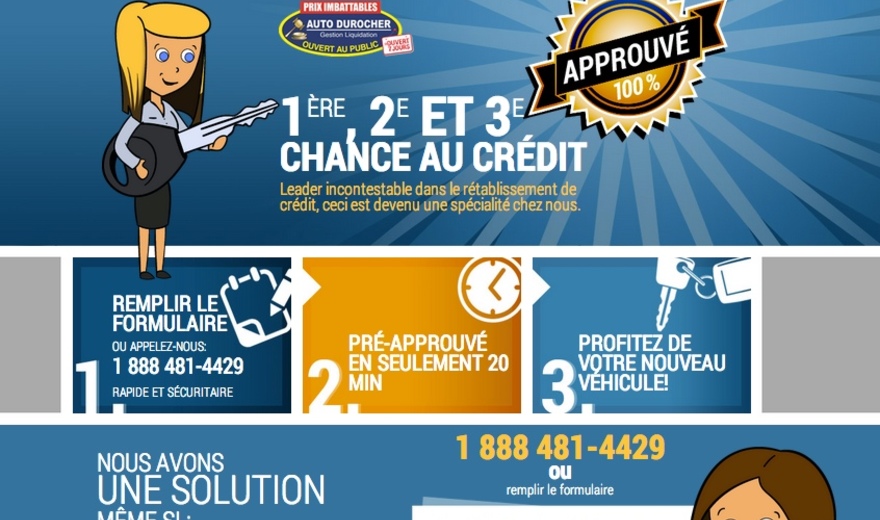 PRIX IMBATTABLES
AUTO DUROCHER
Gestion Liquidation
OUVERT AU PUBLIC
OUVERT
7 JOURS
APPROUVÉ
100 %
1ÈRE, 2E ET 3E
CHANCE AU CRÉDIT
Leader incontestable dans le rétablissement de
crédit, ceci est devenu une spécialité chez nous.
1.
REMPLIR LE
FORMULAIRE
OU APPELEZ-NOUS:
1 888 481-4429
RAPIDE ET SÉCURITAIRE
2.
PRÉ-APPROUVÉ
EN SEULEMENT 20
MIN
3.
PROFITEZ DE
VOTRE NOUVEAU
VÉHICULE!
NOUS AVONS
UNE SOLUTION
MÊME SI :
1 888 481-4429
ou
remplir le formulaire